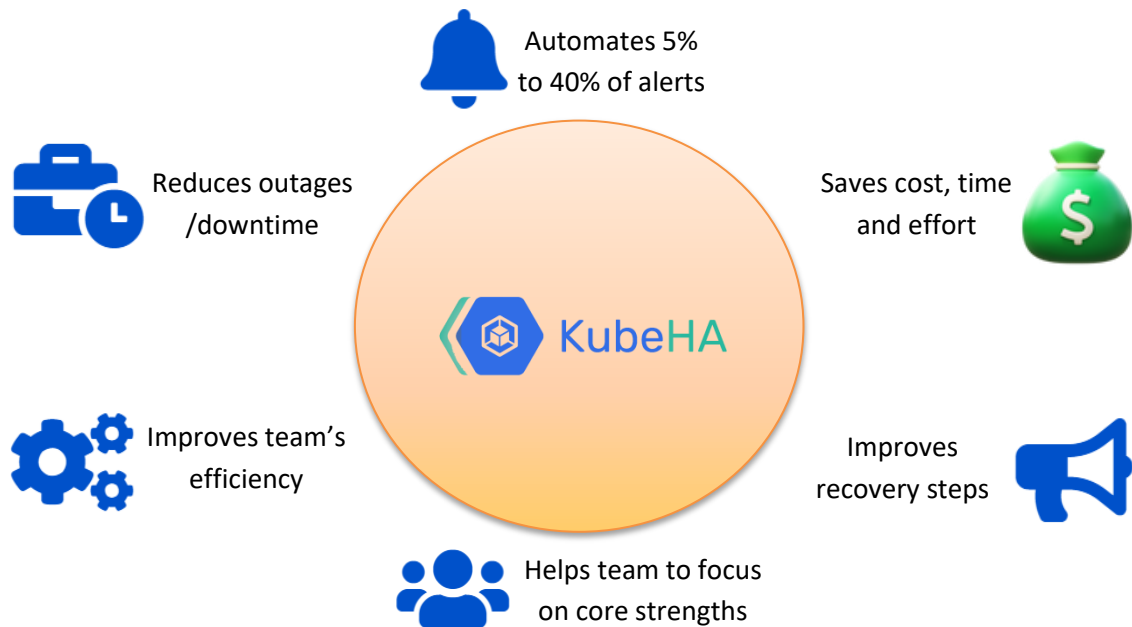 Automates 5%
to 40% of alerts
Reduces outages
/downtime
Saves cost, time
and effort
$
KubeHA
Improves team’s
efficiency
Improves
recovery steps
Helps team to focus
on core strengths